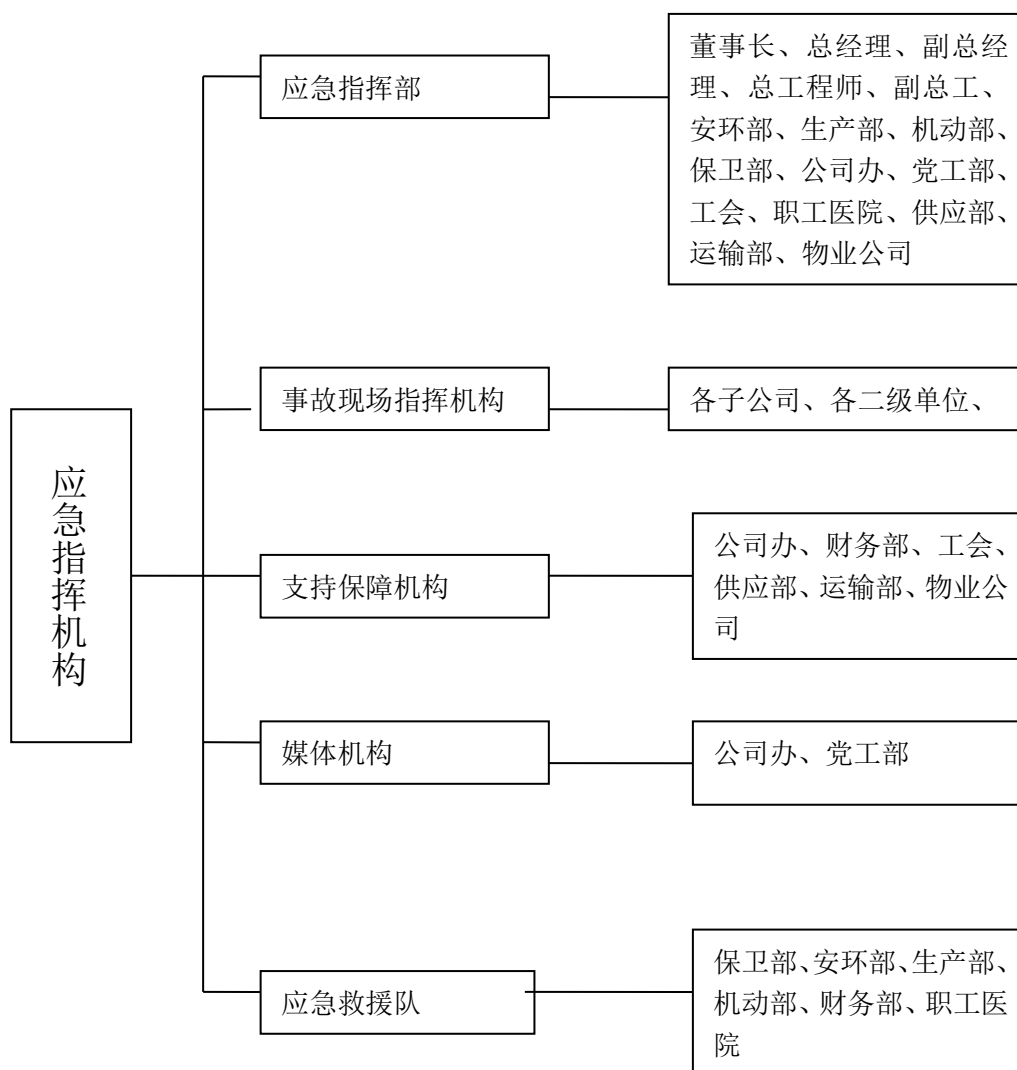 应急指挥机构
应急指挥部
董事长、总经理、副总经
理、总工程师、副总工、
安环部、生产部、机动部、
保卫部、公司办、党工部、
工会、职工医院、供应部、
运输部、物业公司
事故现场指挥机构
各子公司、各二级单位、
支持保障机构
公司办、财务部、工会、
供应部、运输部、物业公
司
媒体机构
公司办、党工部
应急救援队
保卫部、安环部、生产部、
机动部、财务部、职工医
院